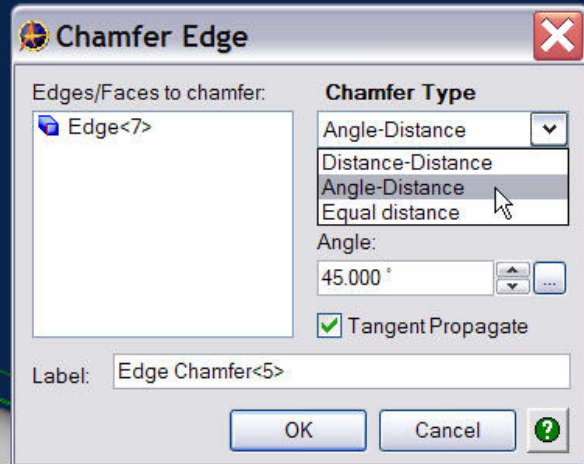 Chamfer Edge
Edges/Faces to chamfer:
Edge<7>
Chamfer Type
Angle-Distance
Distance-Distance
Angle-Distance
Equal distance
Angle:
45.000 °
...
Tangent Propagate
Label:
Edge Chamfer<5>
OK
Cancel
?